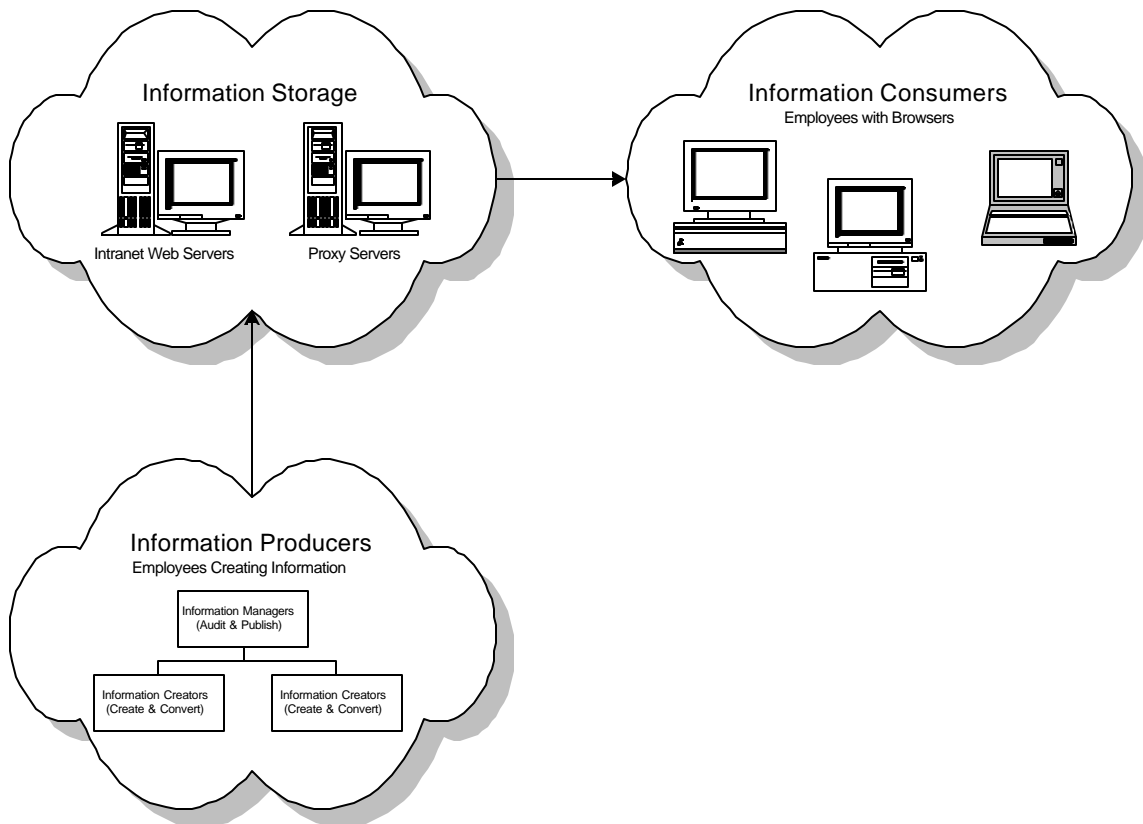 Information Storage
Intranet Web Servers
Proxy Servers
Information Consumers
Employees with Browsers
Information Producers
Employees Creating Information
Information Managers
(Audit & Publish)
Information Creators
(Create & Convert)
Information Creators
(Create & Convert)